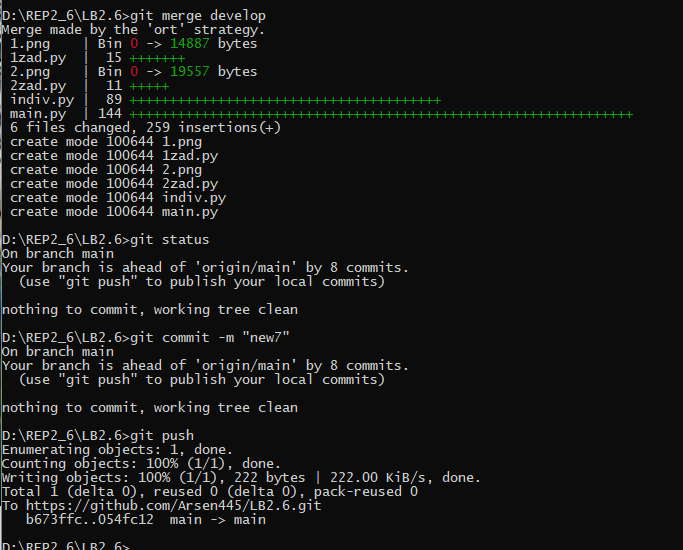 D:\REP2_6\LB2.6>git merge develop
Merge made by the 'ort' strategy.
1.png | Bin 0 -> 14887 bytes
1zad.py | 15 +++++++
2.png | Bin 0 -> 19557 bytes
2zad.py | 11 +++++
indiv.py | 89 +++++++++++++++++++++++++++++++++++++++
main.py | 144 +++++++++++++++++++++++++++++++++++++++++++++++++++++++++++++++
6 files changed, 259 insertions(+)
create mode 100644 1.png
create mode 100644 1zad.py
create mode 100644 2.png
create mode 100644 2zad.py
create mode 100644 indiv.py
create mode 100644 main.py
D:\REP2_6\LB2.6>git status
On branch main
Your branch is ahead of 'origin/main' by 8 commits.
(use "git push" to publish your local commits)
nothing to commit, working tree clean
D:\REP2_6\LB2.6>git commit -m "new7"
On branch main
Your branch is ahead of 'origin/main' by 8 commits.
(use "git push" to publish your local commits)
nothing to commit, working tree clean
D:\REP2_6\LB2.6>git push
Enumerating objects: 1, done.
Counting objects: 100% (1/1), done.
Writing objects: 100% (1/1), 222 bytes | 222.00 KiB/s, done.
Total 1 (delta 0), reused 0 (delta 0), pack-reused 0
To https://github.com/Arsen445/LB2.6.git
b673ffc..054fc12 main -> main
D:\REP2_6\LB2.6>